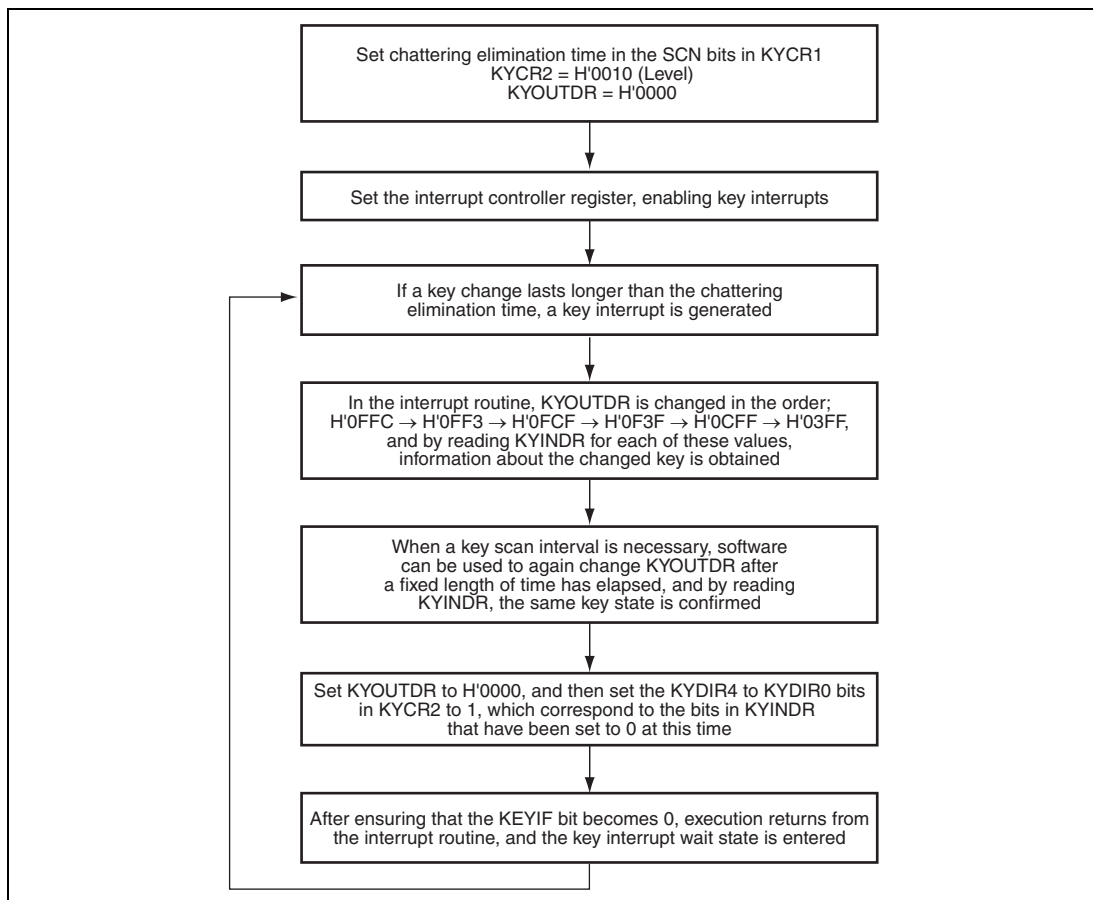 Set chattering elimination time in the SCN bits in KYCR1
KYCR2 = H'0010 (Level)
KYOUTDR = H'0000
Set the interrupt controller register, enabling key interrupts
If a key change lasts longer than the chattering
elimination time, a key interrupt is generated
In the interrupt routine, KYOUTDR is changed in the order;
H'0FFC → H'0FF3 → H'0FCF → H'0F3F → H'0CFF → H'03FF,
and by reading KYINDR for each of these values,
information about the changed key is obtained
When a key scan interval is necessary, software
can be used to again change KYOUTDR after
a fixed length of time has elapsed, and by reading
KYINDR, the same key state is confirmed
Set KYOUTDR to H'0000, and then set the KYDIR4 to KYDIR0 bits
in KYCR2 to 1, which correspond to the bits in KYINDR
that have been set to 0 at this time
After ensuring that the KEYIF bit becomes 0, execution returns from
the interrupt routine, and the key interrupt wait state is entered